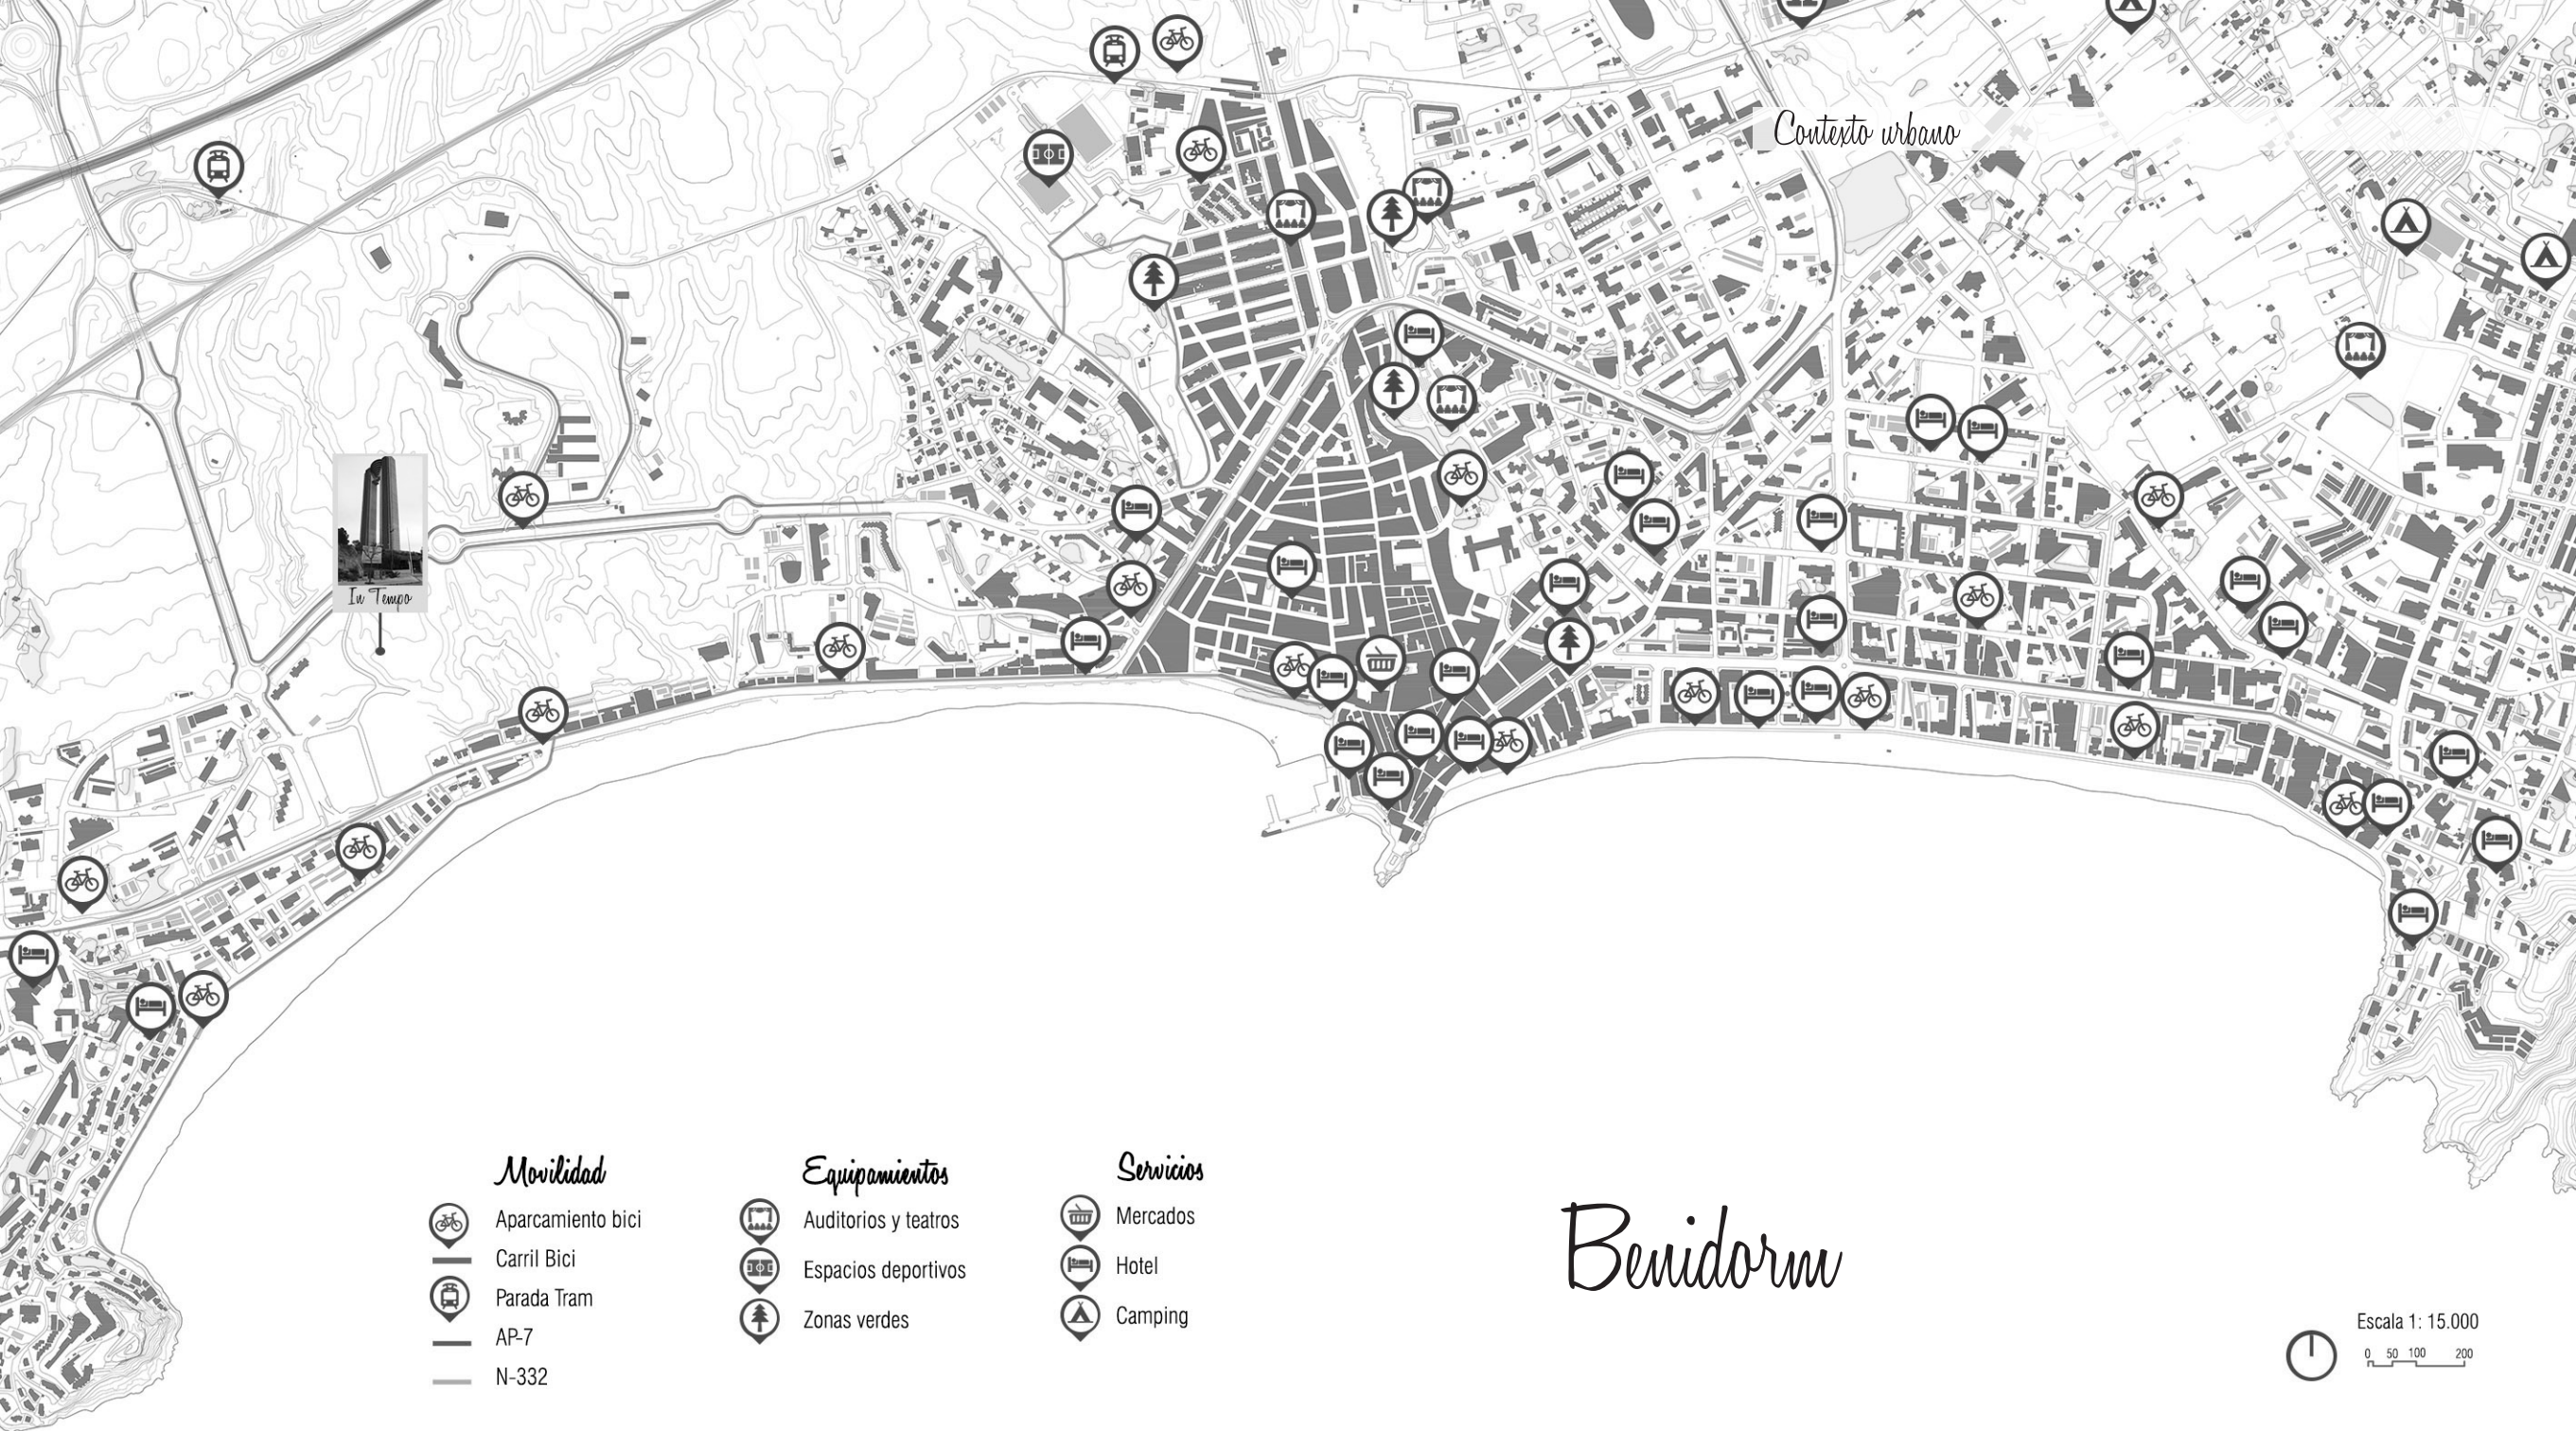 Contexto urbano
In Tempo
Movilidad
Aparcamiento bici
Carril Bici
Parada Tram
AP-7
N-332
Equipamientos
Auditorios y teatros
Espacios deportivos
Zonas verdes
Servicios
Mercados
Hotel
Camping
Benidorm
Escala 1: 15.000
0 50 100 200